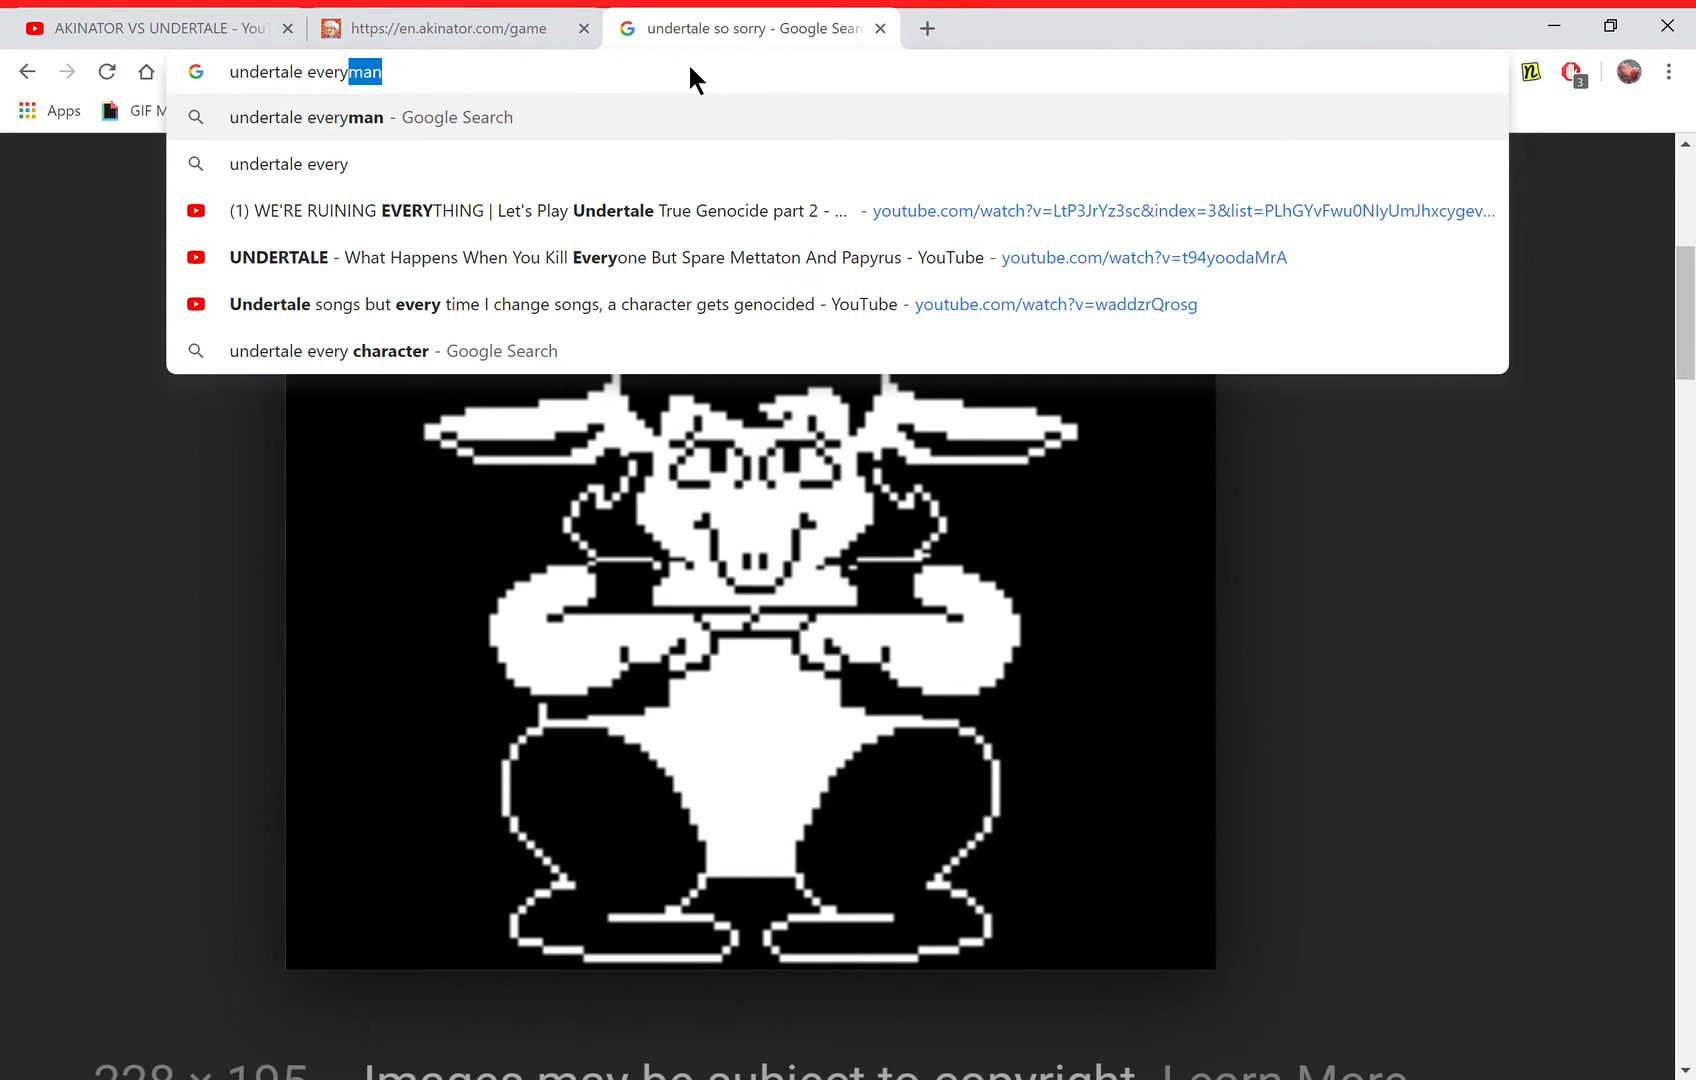 AKINATOR VS UNDERTALE - YouT
https://en.akinator.com/game
undertale so sorry - Google Sear
undertale everyman
3
Apps
GIF M
undertale everyman - Google Search
undertale every
(1) WE'RE RUINING EVERYTHING | Let's Play Undertale True Genocide part 2 - ... - youtube.com/watch?v=LtP3JrYz3sc&index=3&list=PLhGYvFwu0NIyUmJhxcygev...
UNDERTALE - What Happens When You Kill Everyone But Spare Mettaton And Papyrus - YouTube - youtube.com/watch?v=t94yoodaMrA
Undertale songs but every time I change songs, a character gets genocided - YouTube - youtube.com/watch?v=waddzrQrosg
undertale every character - Google Search
228 × 195 Images may be subject to copyright. Learn More